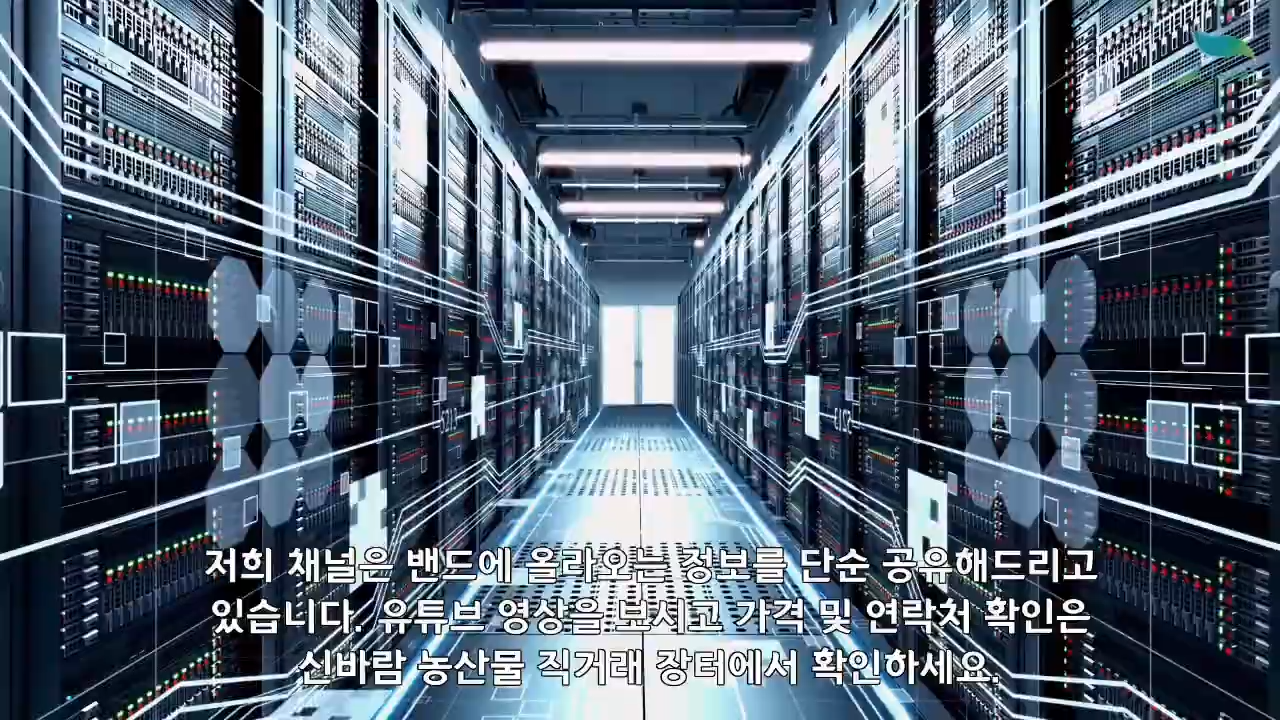 저희 채널은 밴드에 올라오는 정보를 단순 공유해드리고
있습니다. 유튜브 영상을 보시고 가격 및 연락처 확인은
신바람 농산물 직거래 장터에서 확인하세요.